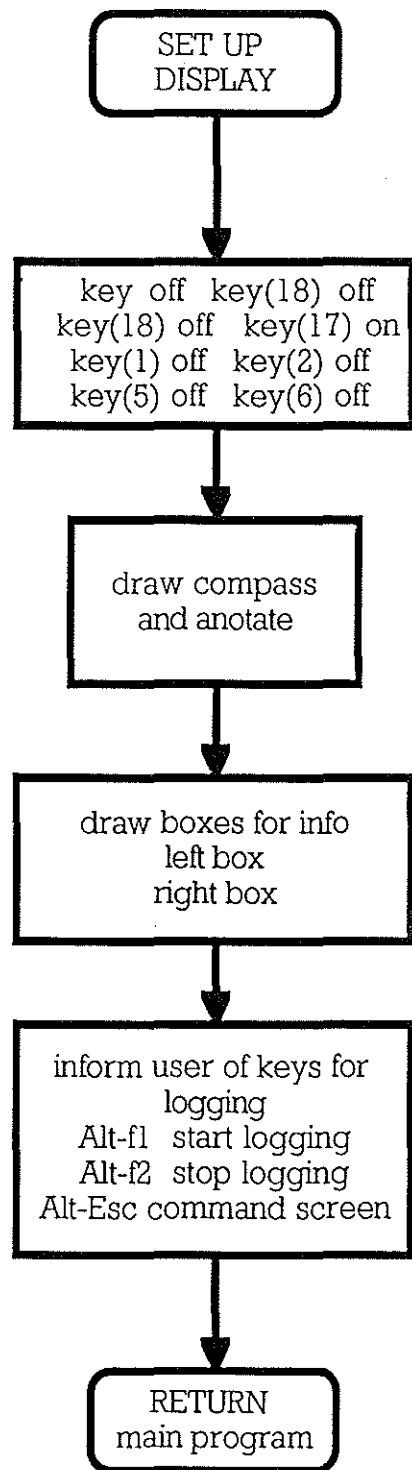 SET UP
DISPLAY
key off key(18) off
key(18) off key(17) on
key(1) off key(2) off
key(5) off key(6) off
draw compass
and anotate
draw boxes for info
left box
right box
inform user of keys for
logging
Alt-f1 start logging
Alt-f2 stop logging
Alt-Esc command screen
RETURN
main program